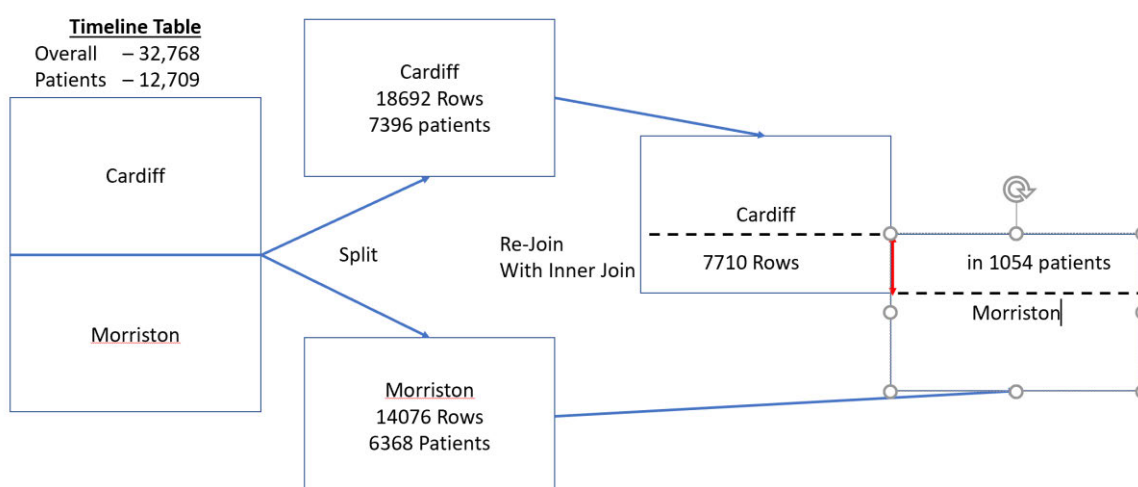 Timeline Table
Overall – 32,768
Patients – 12,709
Cardiff
Morriston
Split
Cardiff
18692 Rows
7396 patients
Morriston
14076 Rows
6368 Patients
Re-Join
With Inner Join
Cardiff
7710 Rows
in 1054 patients
Morriston